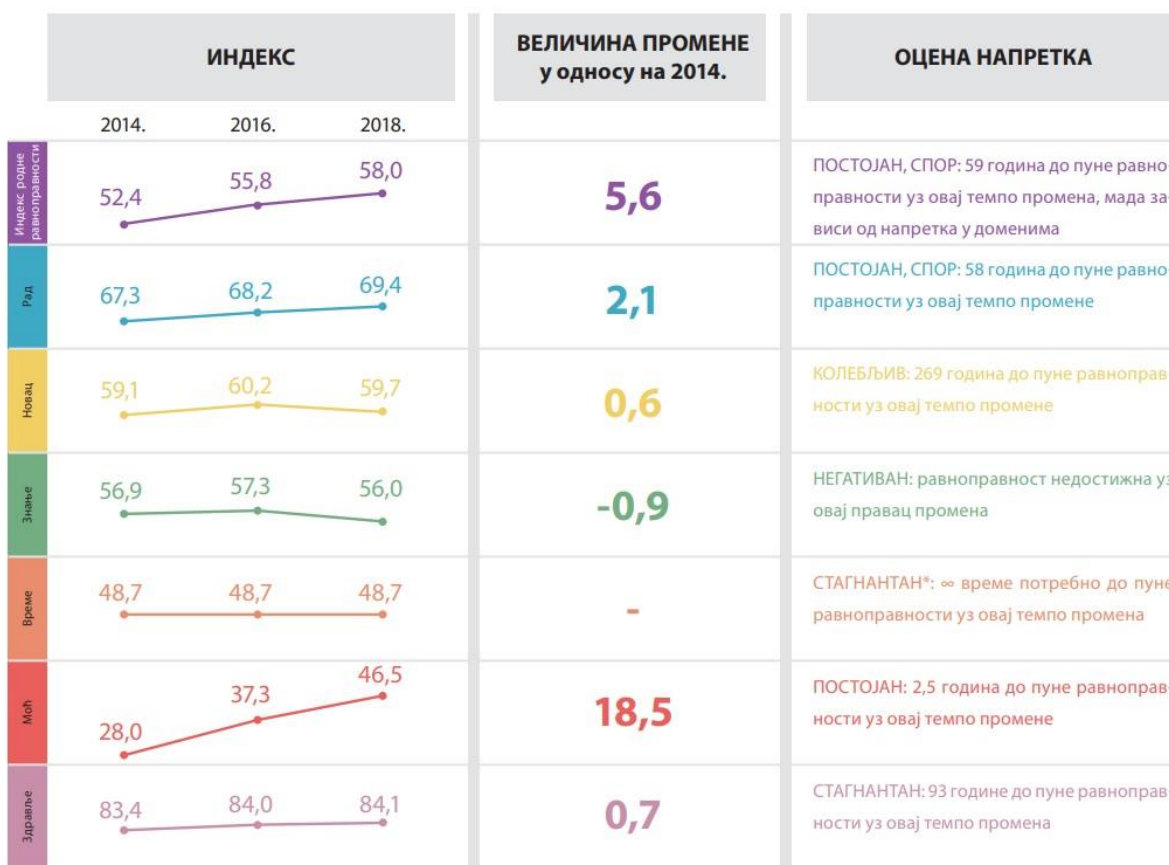 ИНДЕКС
ВЕЛИЧИНА ПРОМЕНЕ
у односу на 2014.
ОЦЕНА НАПРЕТКА
2014. 2016. 2018.
Индекс родне
равноправности
52,4 55,8 58,0
5,6
ПОСТОЈАН, СПОР: 59 година до пуне равно-
правности уз овај темпо промена, мада за-
виси од напретка у доменима
Рад
67,3 68,2 69,4
2,1
ПОСТОЈАН, СПОР: 58 година до пуне равно-
правности уз овај темпо промене
Новац
59,1 60,2 59,7
0,6
КОЛЕБЉИВ: 269 година до пуне равноправ-
ности уз овај темпо промене
Знање
56,9 57,3 56,0
-0,9
НЕГАТИВАН: равноправност недостижна уз
овај правац промена
Време
48,7 48,7 48,7
-
СТАГНАНТАН*: ∞ време потребно до пуне
равноправности уз овај темпо промена
Моћ
28,0 37,3 46,5
18,5
ПОСТОЈАН: 2,5 година до пуне равноправ-
ности уз овај темпо промене
Здравље
83,4 84,0 84,1
0,7
СТАГНАНТАН: 93 године до пуне равноправ-
ности уз овај темпо промена